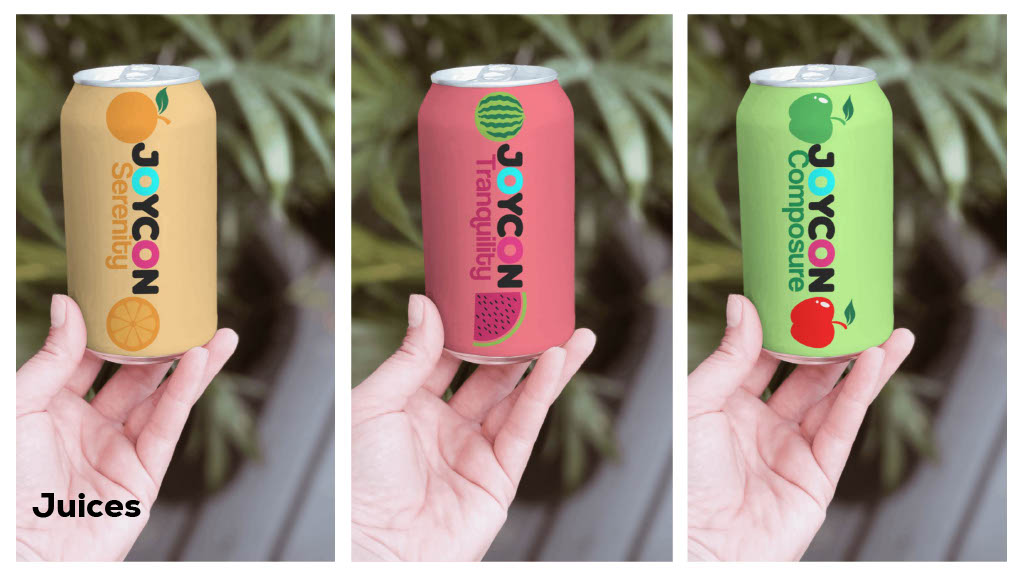 JOYCON
Serenity
JOYCON
Tranquility
JOYCON
Composure
Juices